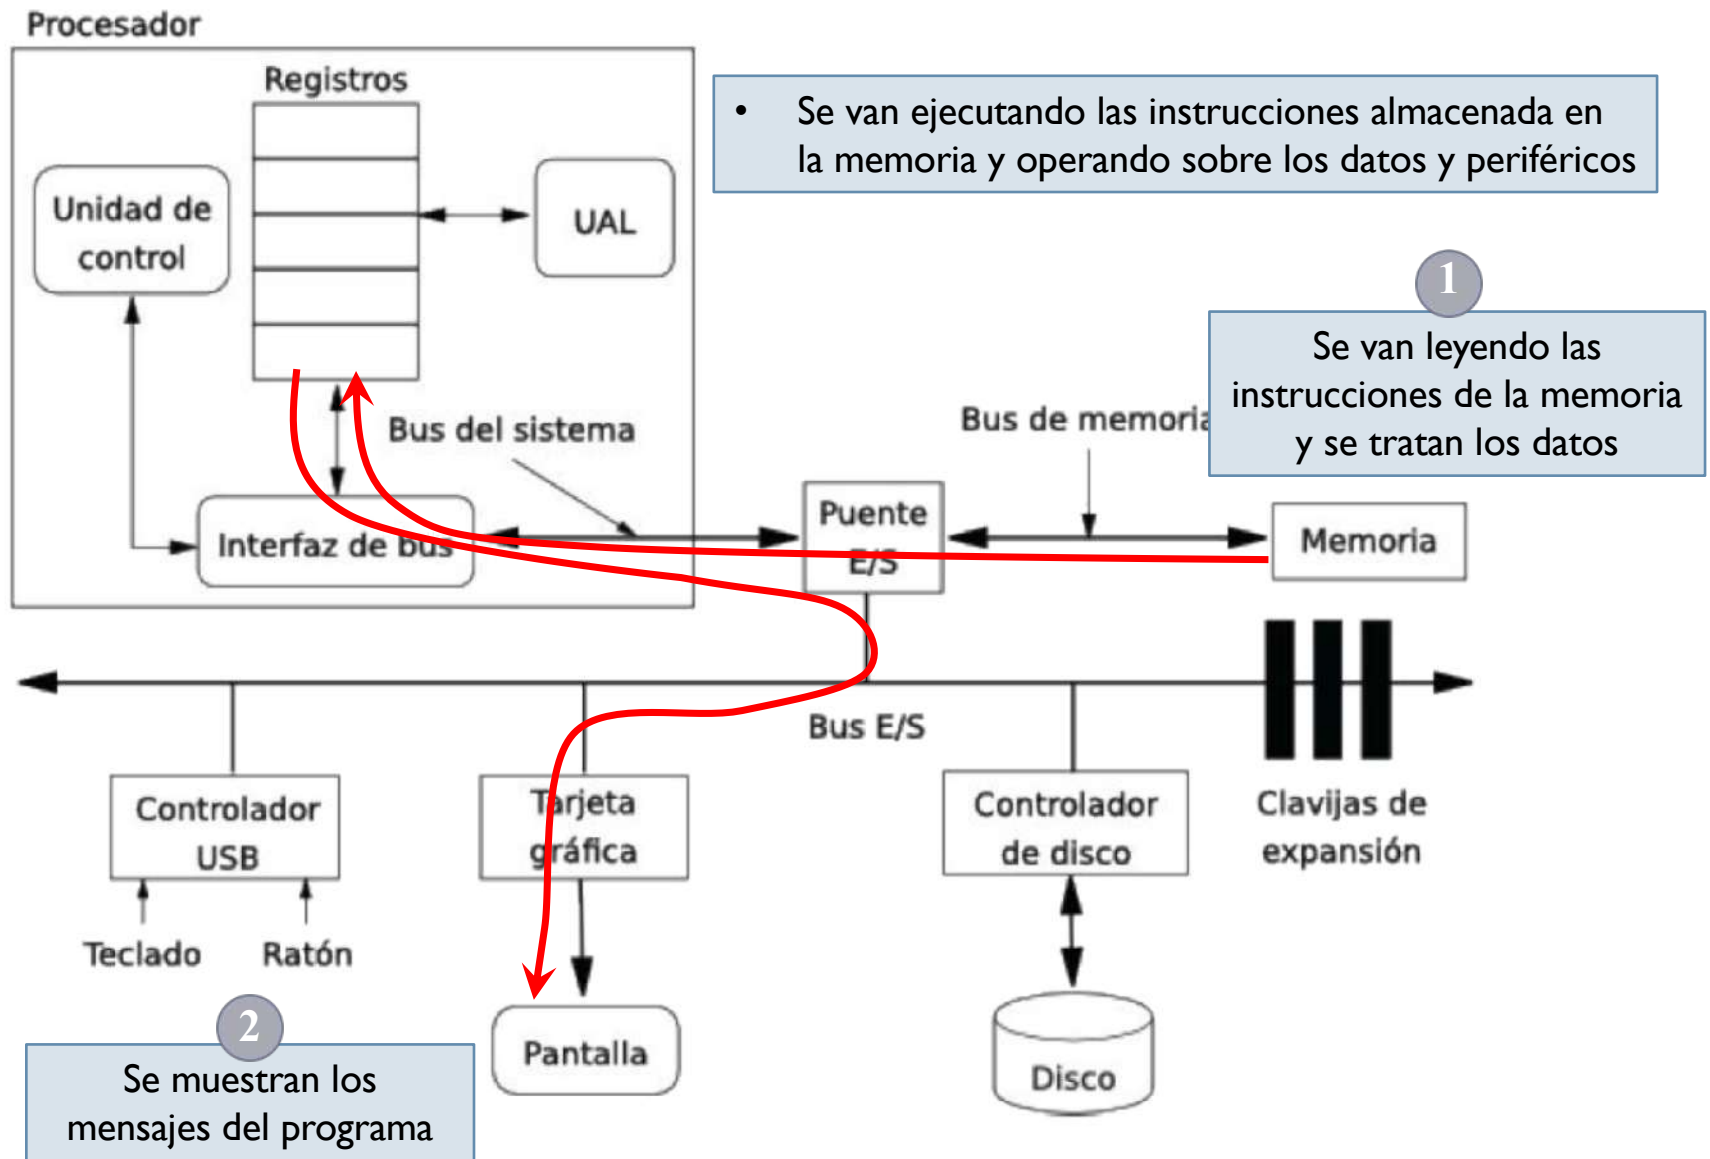 Procesador
Registros
• Se van ejecutando las instrucciones almacenada en
la memoria y operando sobre los datos y periféricos
Unidad de
control
UAL
1
Se van leyendo las
instrucciones de la memoria
y se tratan los datos
Bus del sistema
Bus de memoria
Interfaz de bus
Puente
E/S
Memoria
Bus E/S
Controlador
USB
Tarjeta
gráfica
Controlador
de disco
Clavijas de
expansión
Teclado
Ratón
2
Se muestran los
mensajes del programa
Pantalla
Disco